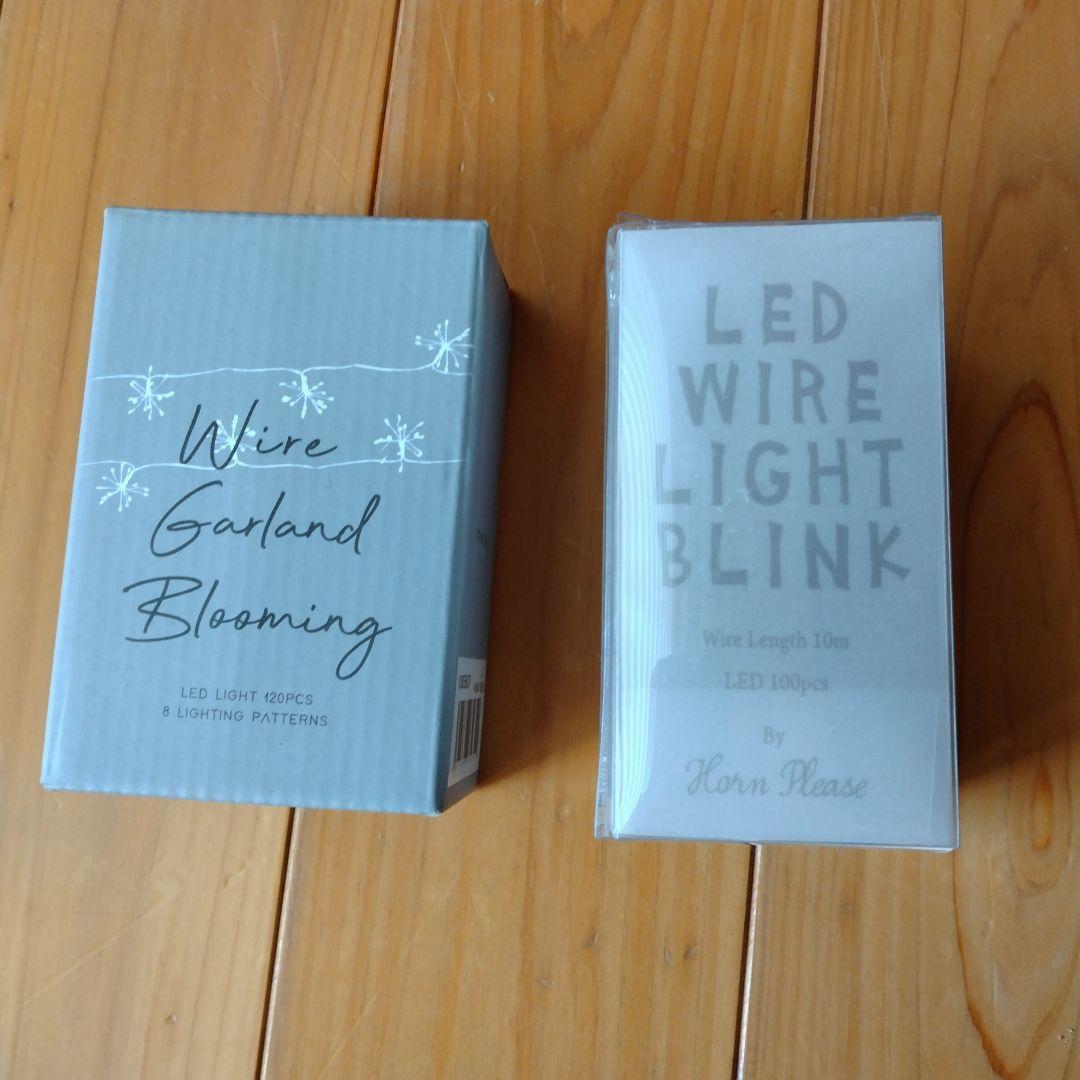 Wire
Garland
Blooming
LED LIGHT 120PCS
8 LIGHTING PATTERNS
LED
WIRE
LIGHT
BLINK
Wire Length 10m
LED 100pcs
By
Horn Please